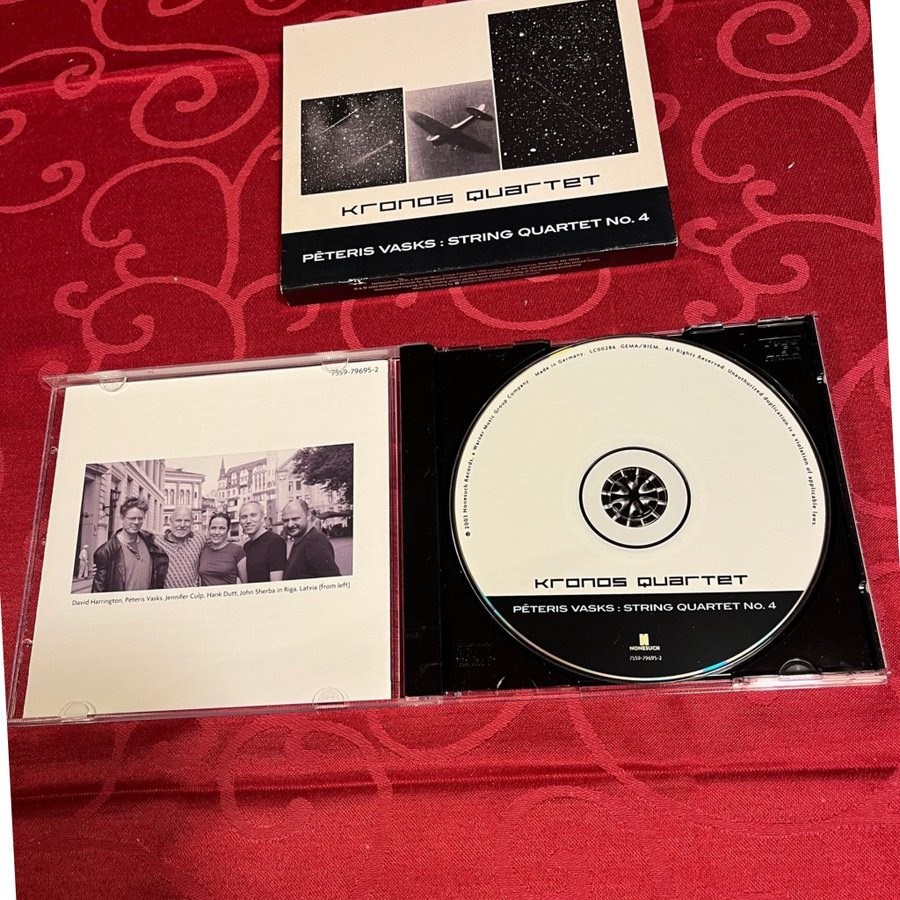 KRONOS QUARTET
PĒTERIS VASKS : STRING QUARTET No. 4
7559-79695-2
David Harrington, Pēteris Vasks, Jennifer Culp, Hank Dutt, John Sherba in Riga, Latvia (from left)
℗ 2003 Nonesuch Records, a Warner Music Group Company. Made in Germany. LC00286 GEMA/BIEM. All Rights Reserved. Unauthorized duplication is a violation of applicable laws.
KRONOS QUARTET
PĒTERIS VASKS : STRING QUARTET No. 4
NONESUCH
7559-79695-2